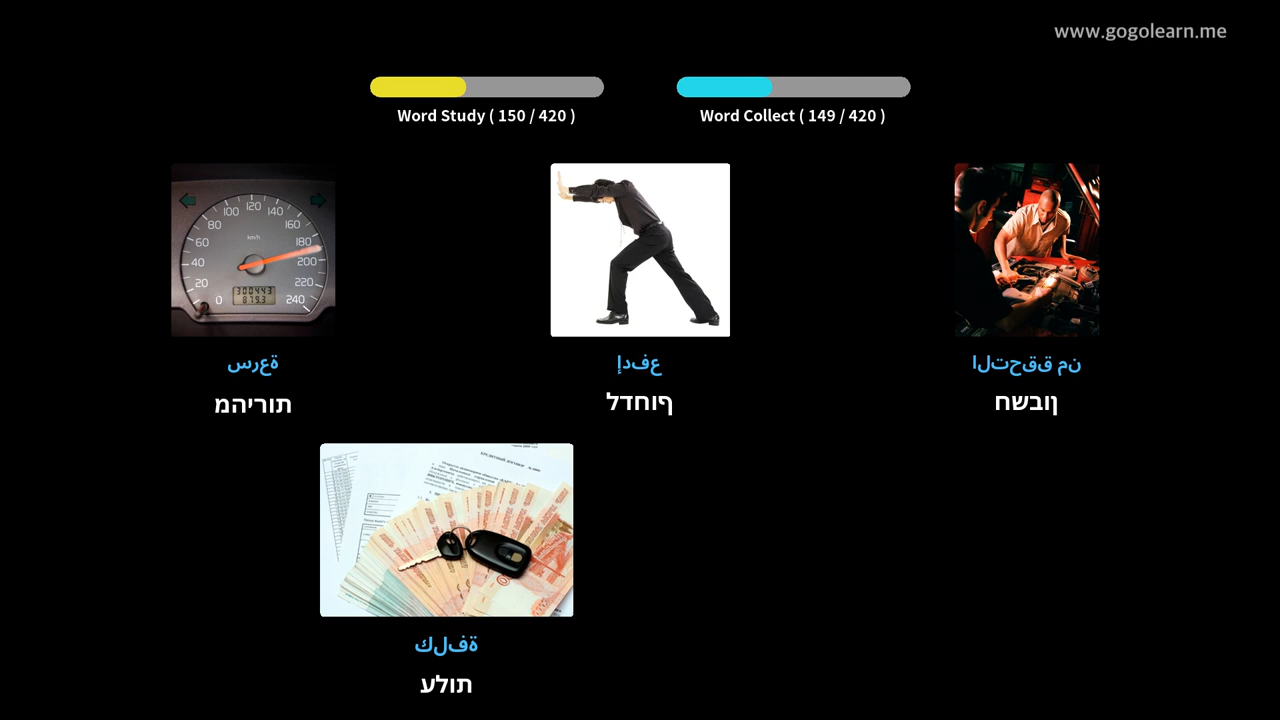 www.gogolearn.me
Word Study ( 150 / 420 )
Word Collect ( 149 / 420 )
ةعرس
תוריהמ
عفدإ
ףוחדל
نم ققحتلا
ןובשח
ةفلك
תולע